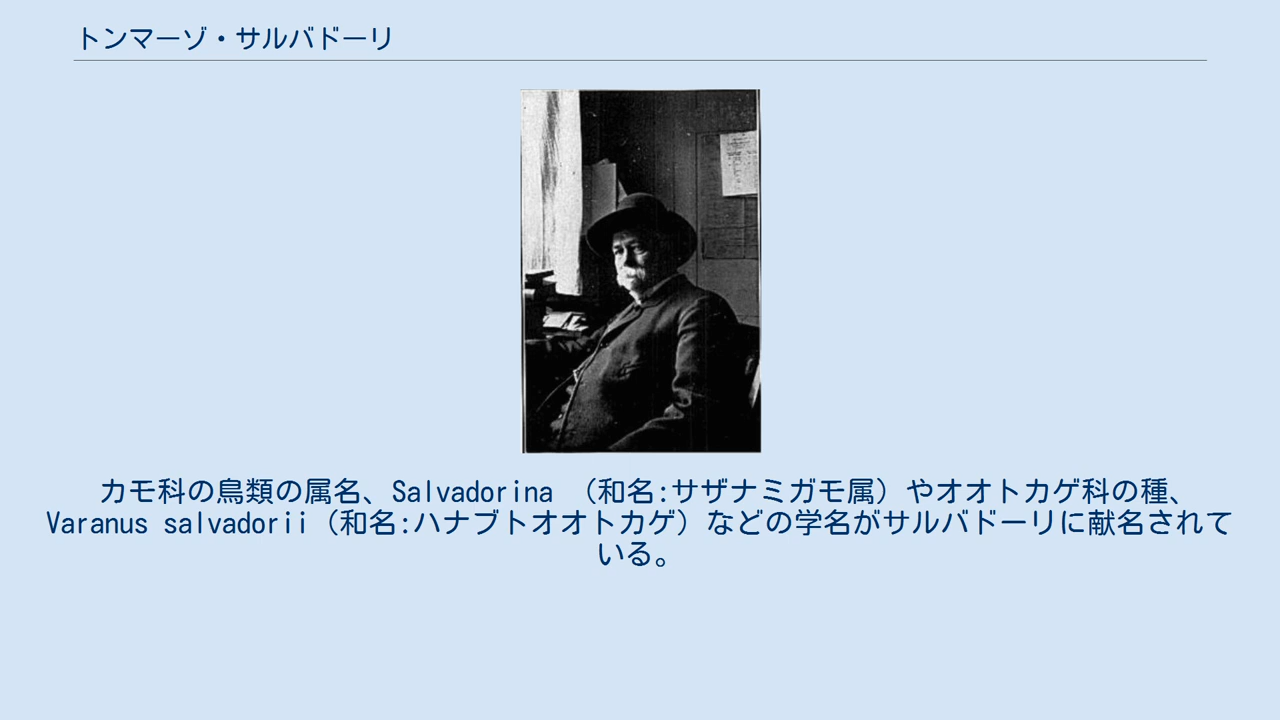 トンマーゾ・サルバドーリ
カモ科の鳥類の属名、Salvadorina （和名:サザナミガモ属）やオオトカゲ科の種、
Varanus salvadorii（和名:ハナブトオオトカゲ）などの学名がサルバドーリに献名されて
いる。